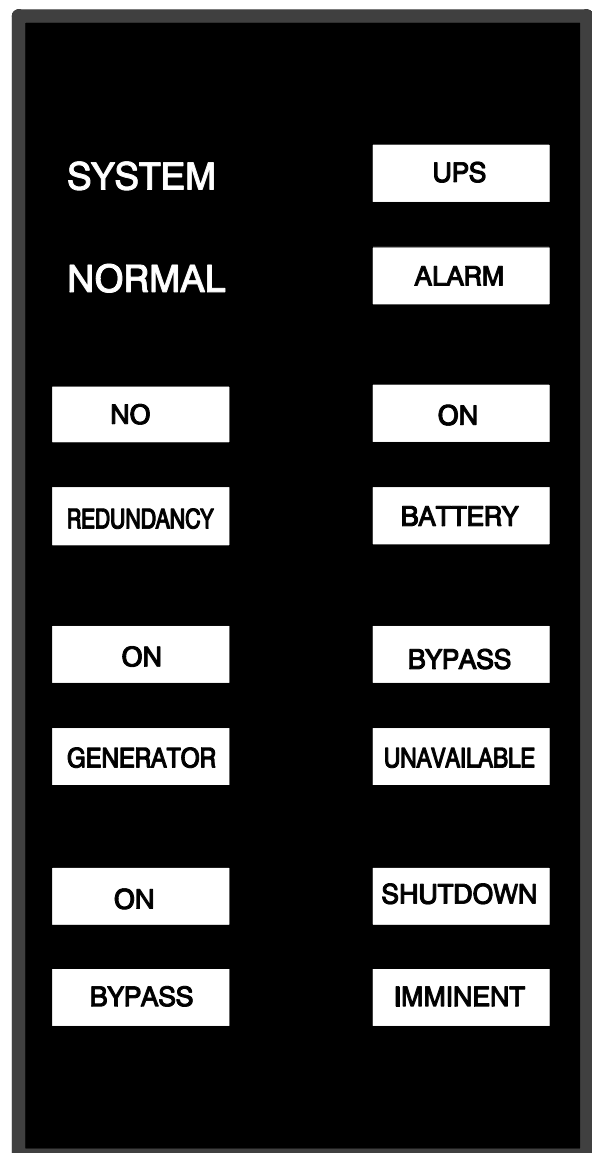 SYSTEM
NORMAL
UPS
ALARM
NO
REDUNDANCY
ON
BATTERY
ON
GENERATOR
BYPASS
UNAVAILABLE
ON
BYPASS
SHUTDOWN
IMMINENT